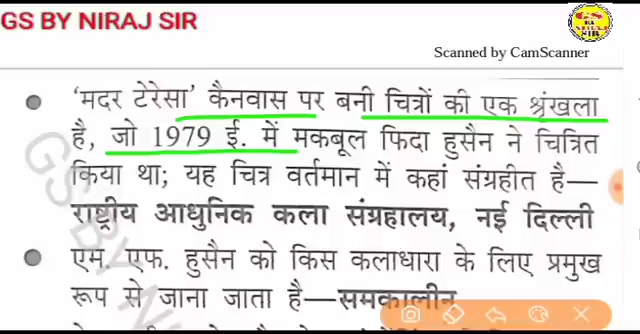 GS BY NIRAJ SIR
Scanned by CamScanner
‘मदर टेरेसा’ कैनवास पर बनी चित्रों की एक श्रृंखला
है, जो 1979 ई. में मकबूल फिदा हुसैन ने चित्रित
किया था; यह चित्र वर्तमान में कहां संग्रहीत है—
राष्ट्रीय आधुनिक कला संग्रहालय, नई दिल्ली
एम. एफ. हुसैन को किस कलाधारा के लिए प्रमुख
रूप से जाना जाता है—समकालीन